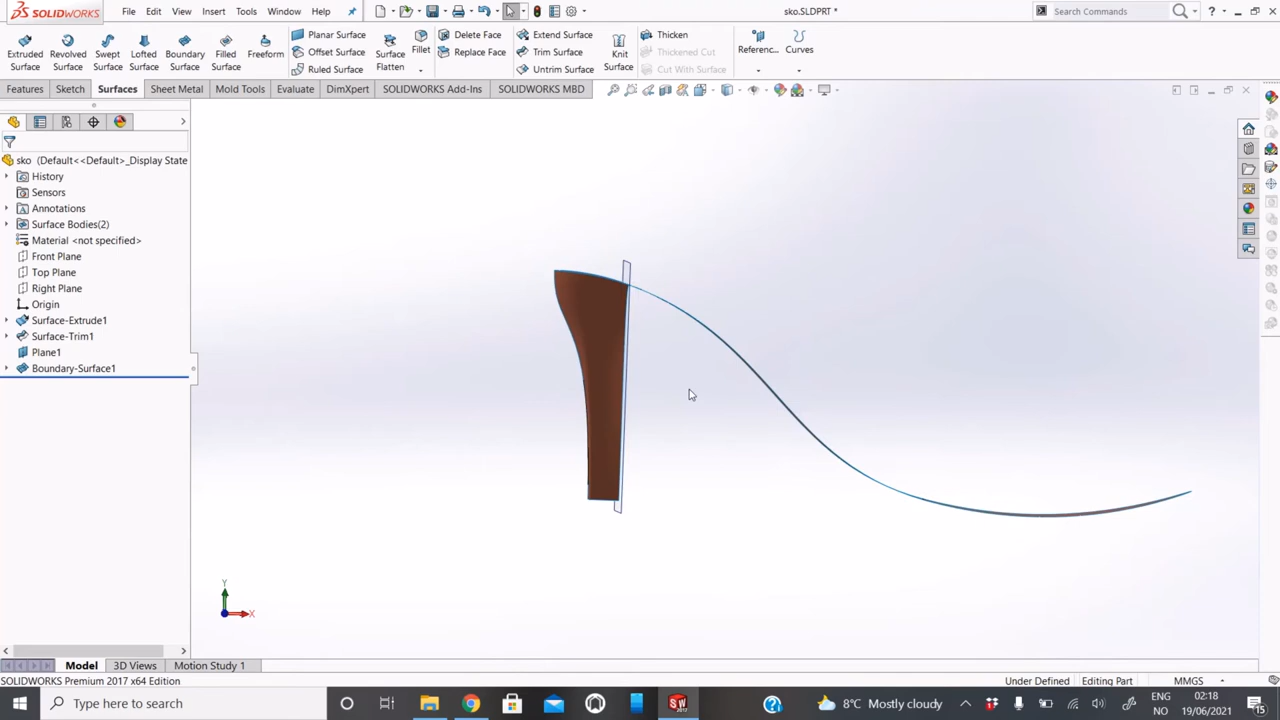 SOLIDWORKS File Edit View Insert Tools Window Help sko.SLDPRT * Search Commands ?
Extruded Surface Revolved Surface Swept Surface Lofted Surface Boundary Surface Filled Surface Freeform Planar Surface Offset Surface Ruled Surface Surface Flatten Fillet Delete Face Replace Face Extend Surface Trim Surface Untrim Surface Knit Surface Thicken Thickened Cut Cut With Surface Referenc... Curves
Features Sketch Surfaces Sheet Metal Mold Tools Evaluate DimXpert SOLIDWORKS Add-Ins SOLIDWORKS MBD
sko (Default<<Default>_Display State
History
Sensors
Annotations
Surface Bodies(2)
Material <not specified>
Front Plane
Top Plane
Right Plane
Origin
Surface-Extrude1
Surface-Trim1
Plane1
Boundary-Surface1
Y
X
Model 3D Views Motion Study 1
SOLIDWORKS Premium 2017 x64 Edition Under Defined Editing Part MMGS
Type here to search 8°C Mostly cloudy ENG 02:18
NO 19/06/2021 15